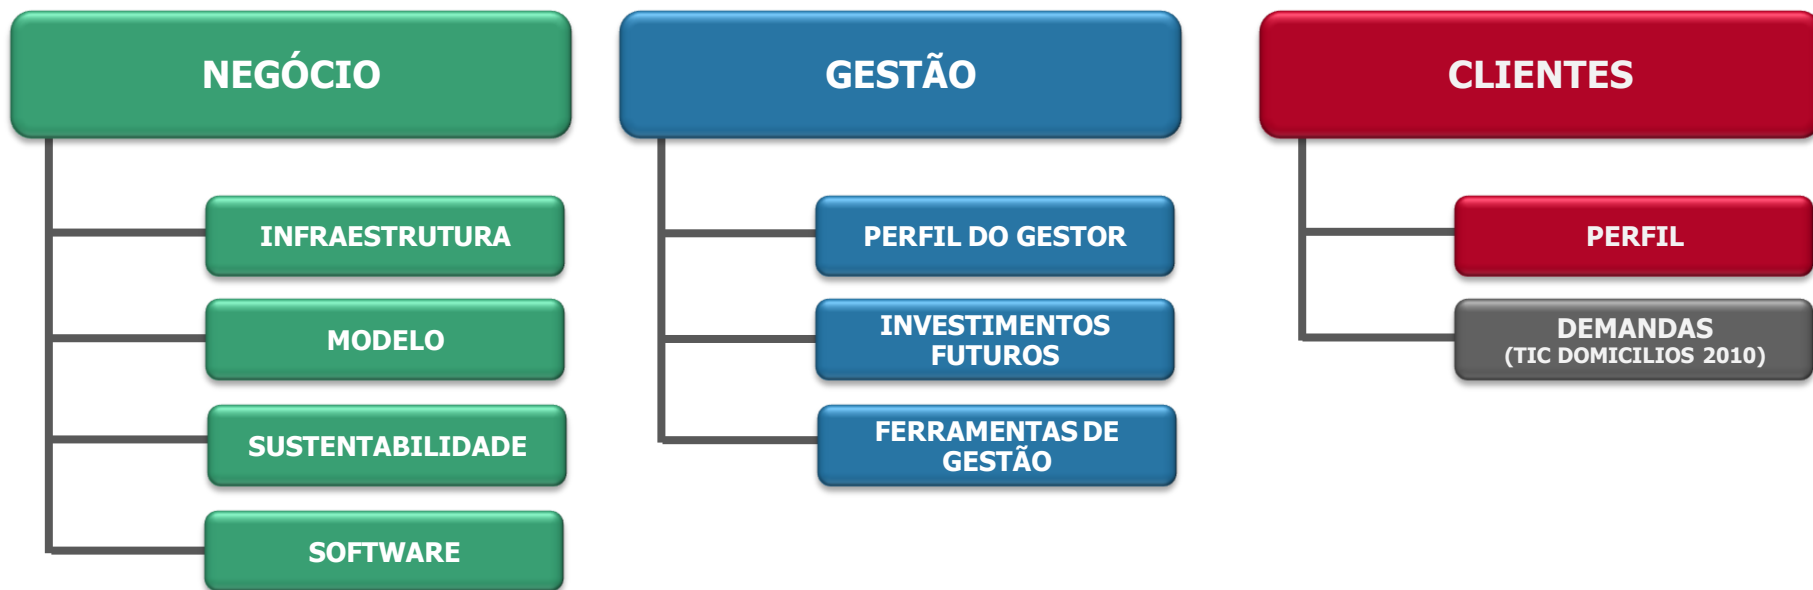 NEGÓCIO
INFRAESTRUTURA
MODELO
SUSTENTABILIDADE
SOFTWARE
GESTÃO
PERFIL DO GESTOR
INVESTIMENTOS
FUTUROS
FERRAMENTAS DE
GESTÃO
CLIENTES
PERFIL
DEMANDAS
(TIC DOMICILIOS 2010)